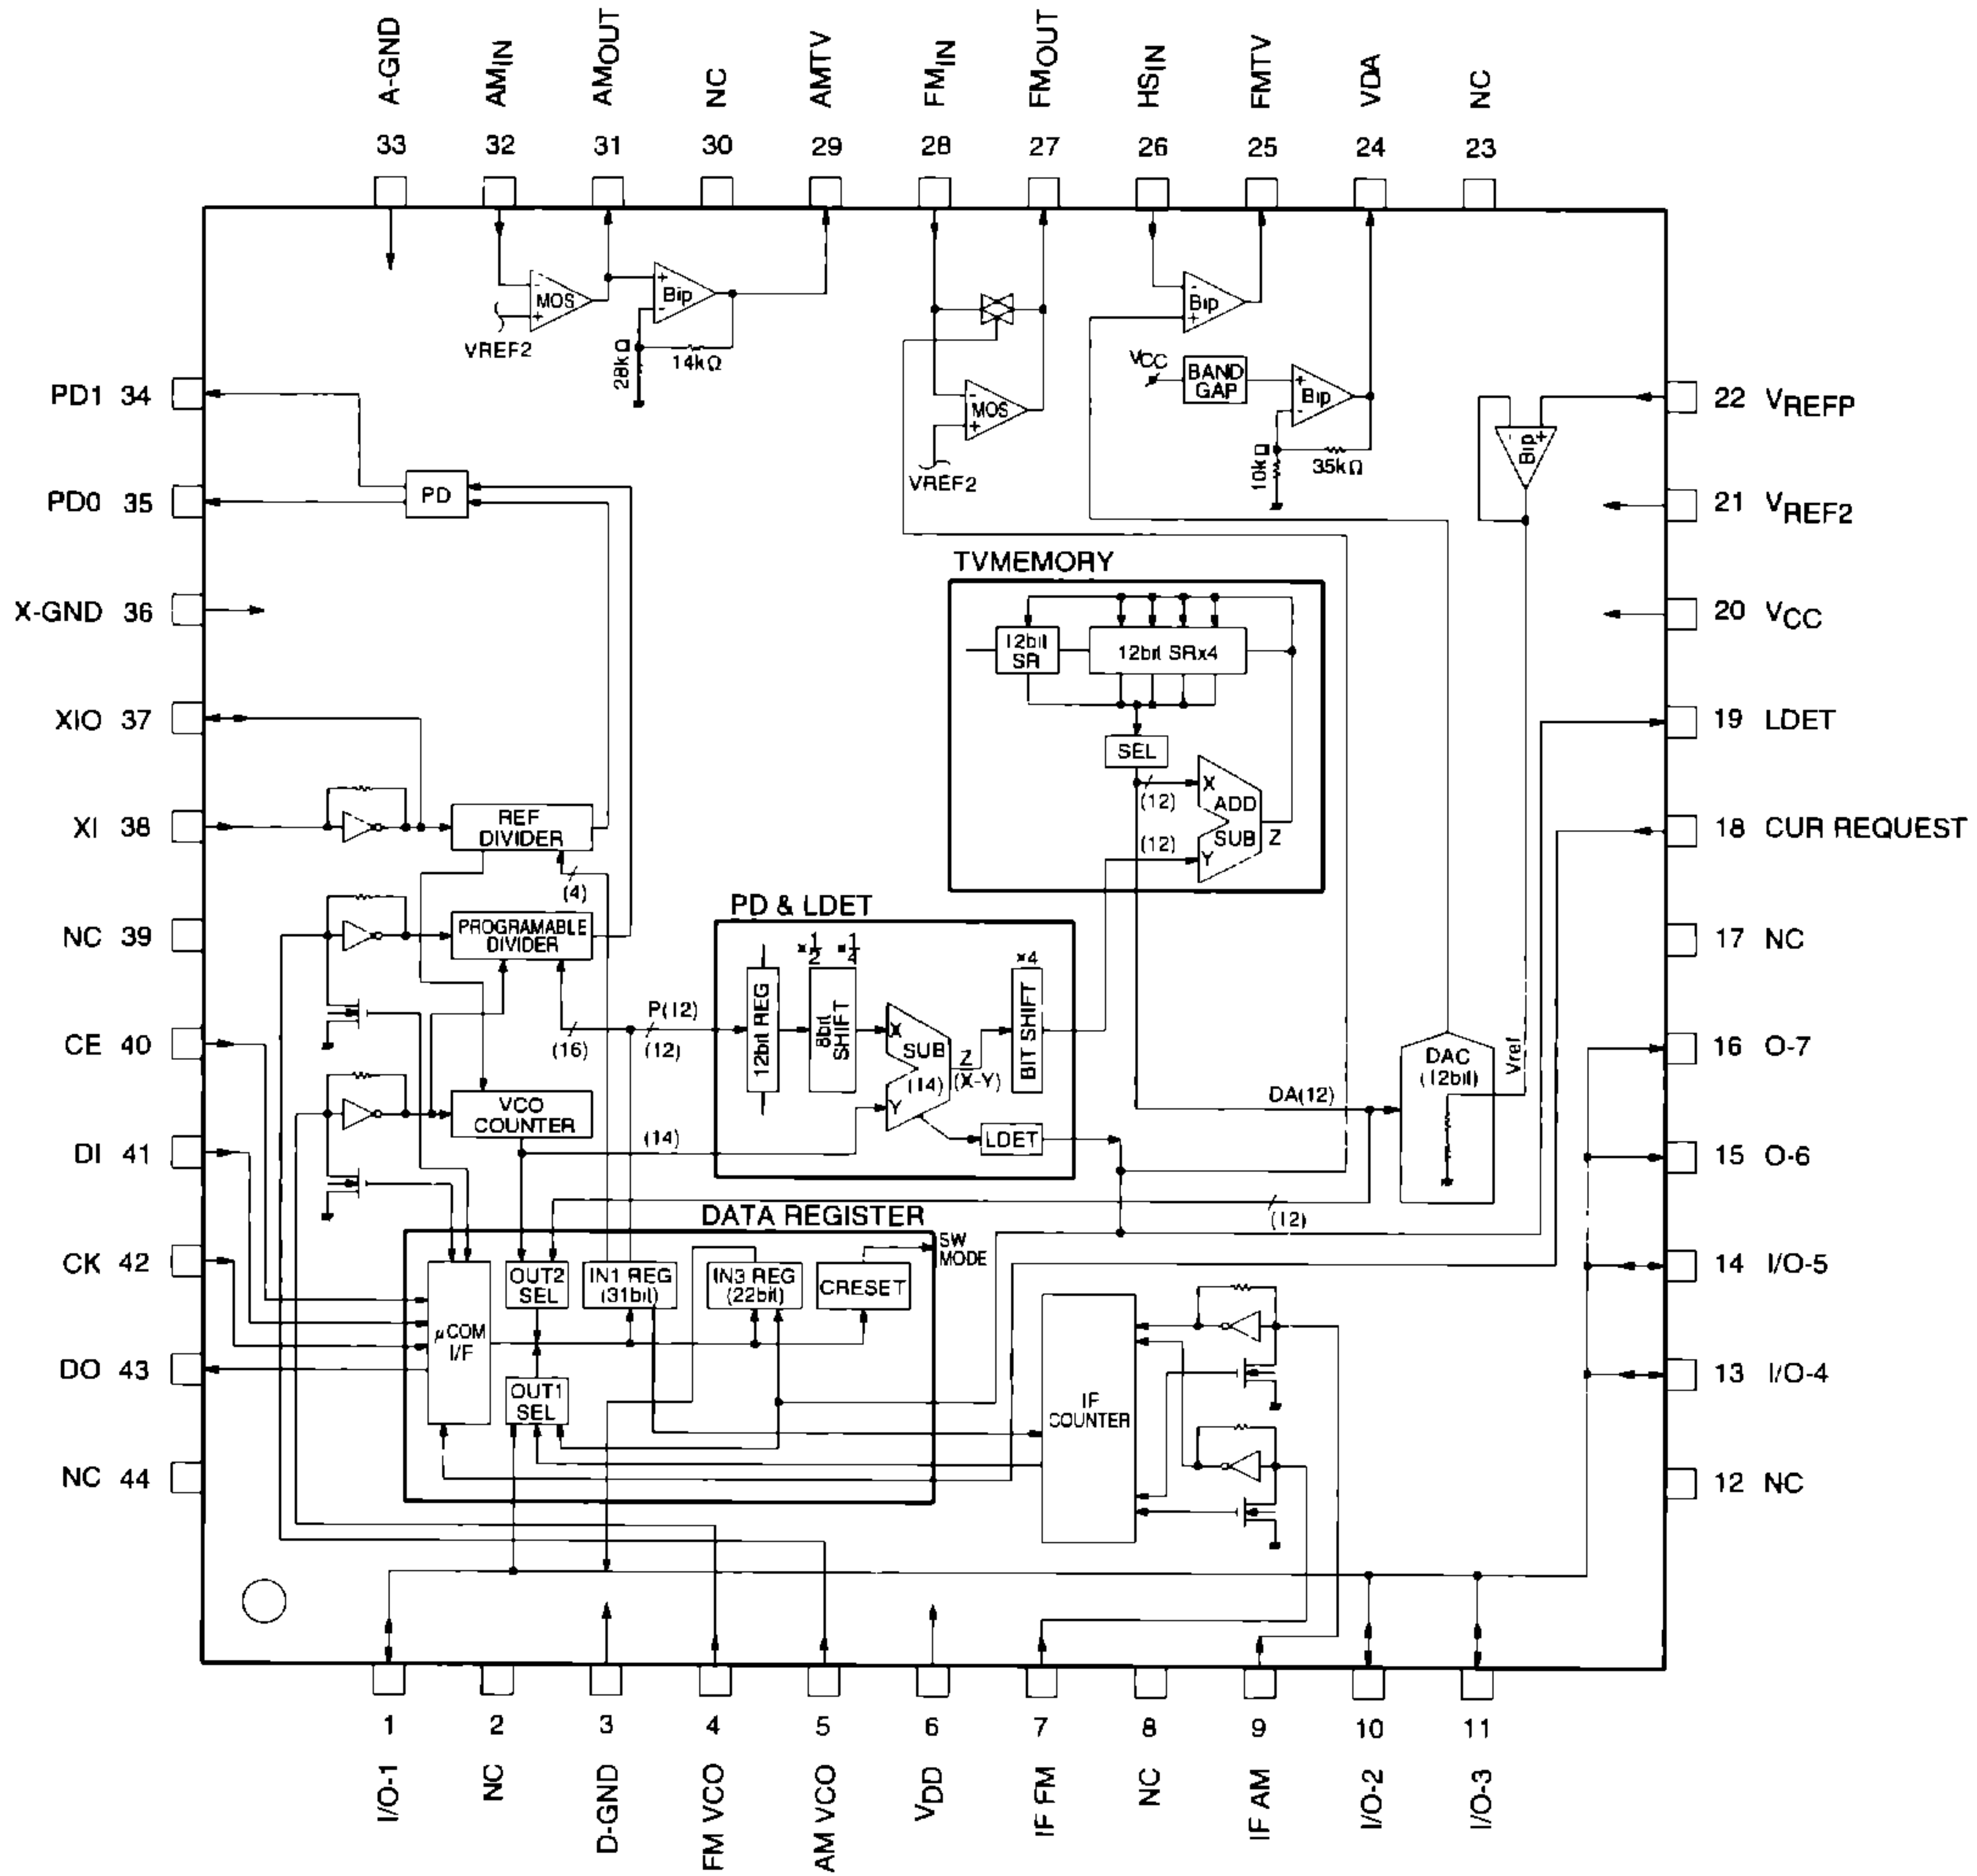 A-GND
AMIN
AMOUT
NC
AMTV
FMIN
FMOUT
HSIN
FMTV
VDA
NC
33
32
31
30
29
28
27
26
25
24
23
MOS
+
-
VREF2
Bip
+
-
28kΩ
14kΩ
MOS
-
+
VREF2
Bip
-
+
VCC
BAND
GAP
Bip
+
-
10kΩ
35kΩ
Bip
-
+
PD1 34
PD0 35
X-GND 36
XIO 37
XI 38
NC 39
CE 40
DI 41
CK 42
DO 43
NC 44
22 VREFP
21 VREF2
20 VCC
19 LDET
18 CUR REQUEST
17 NC
16 O-7
15 O-6
14 I/O-5
13 I/O-4
12 NC
PD
TVMEMORY
12bit
SR
12bit SRx4
SEL
(12)
(12)
X
ADD
SUB
Y
Z
REF
DIVIDER
(4)
PROGRAMABLE
DIVIDER
(16)
P(12)
(12)
VCO
COUNTER
(14)
PD & LDET
12bit REG
×1/2
×1/4
8bit
SHIFT
X
SUB
(14)
Y
Z
(X-Y)
×4
BIT SHIFT
LDET
DA(12)
DAC
(12bit)
Vref
(12)
DATA REGISTER
μCOM
I/F
OUT2
SEL
IN1 REG
(31bit)
IN3 REG
(22bit)
CRESET
SW
MODE
OUT1
SEL
IF
COUNTER
1
2
3
4
5
6
7
8
9
10
11
I/O-1
NC
D-GND
FM VCO
AM VCO
VDD
IF FM
NC
IF AM
I/O-2
I/O-3